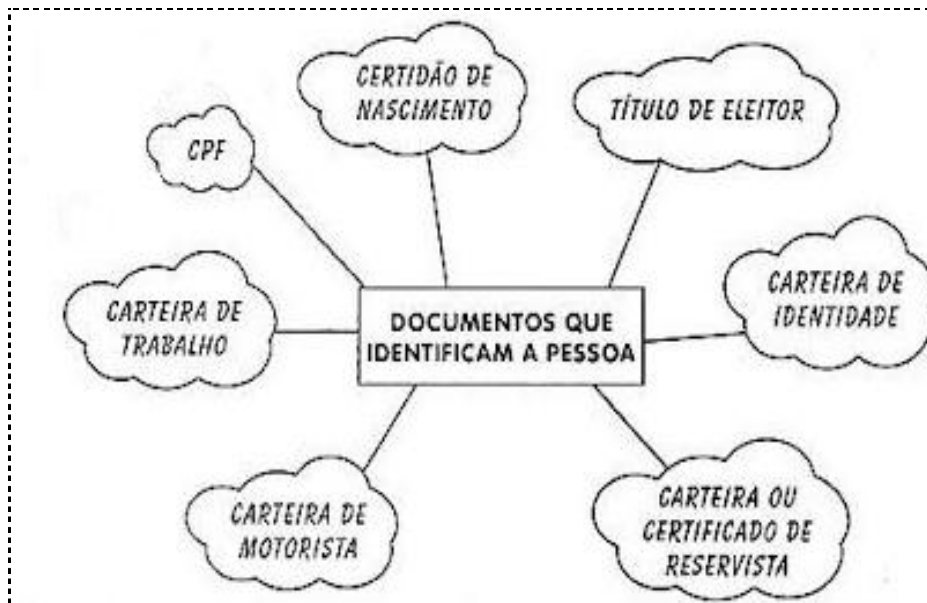 CERTIDÃO DE
NASCIMENTO
TÍTULO DE ELEITOR
CPF
CARTEIRA DE
IDENTIDADE
CARTEIRA DE
TRABALHO
DOCUMENTOS QUE
IDENTIFICAM A PESSOA
CARTEIRA DE
MOTORISTA
CARTEIRA OU
CERTIFICADO DE
RESERVISTA